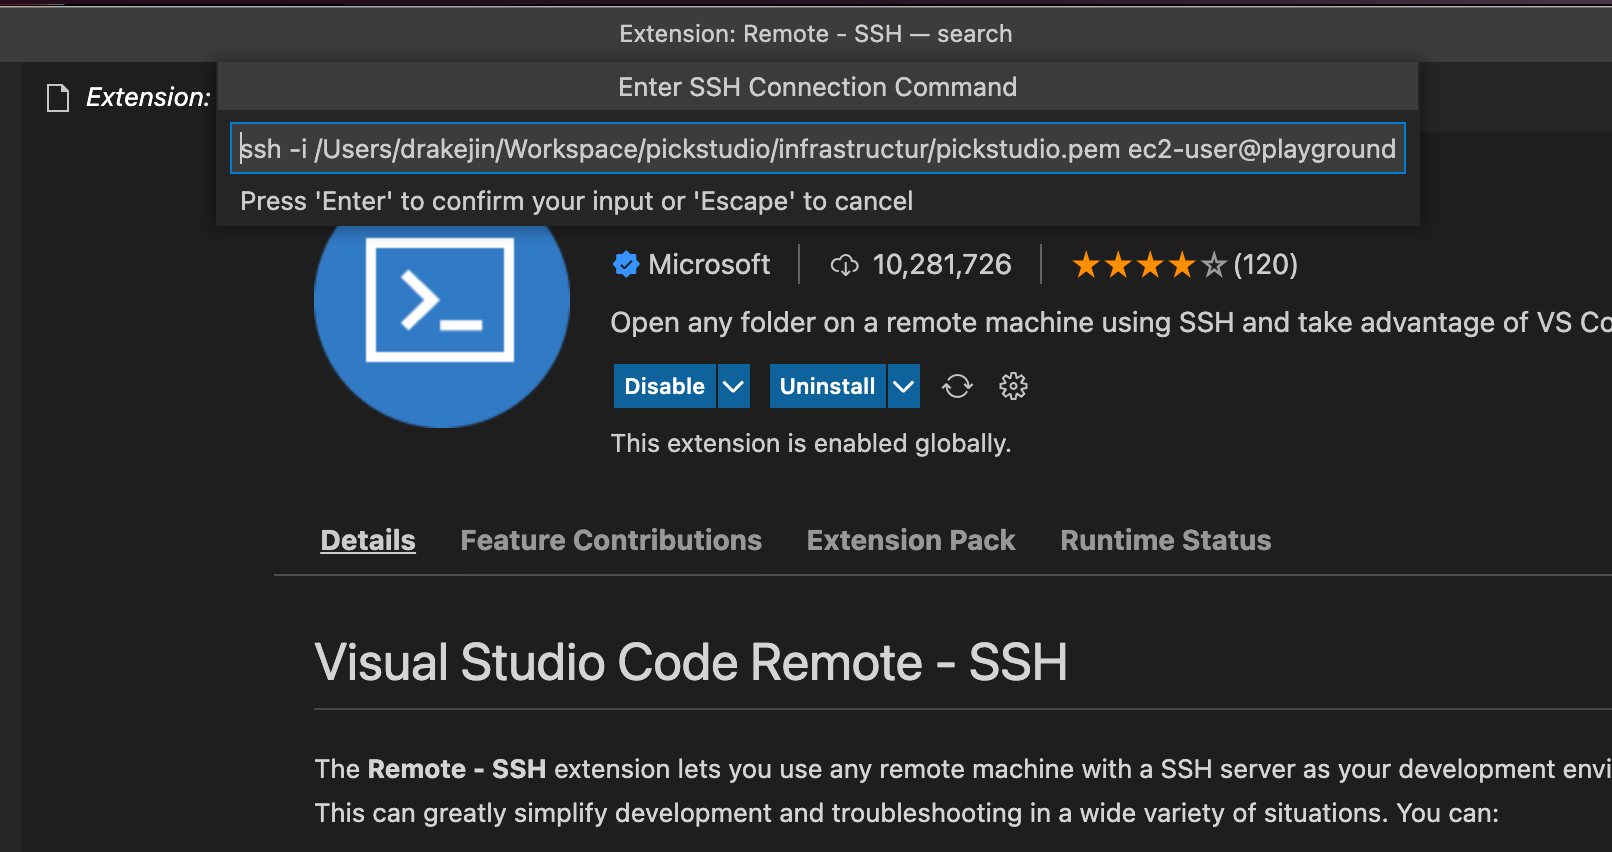 Extension: Remote - SSH — search
Enter SSH Connection Command
Extension:
ssh -i /Users/drakejin/Workspace/pickstudio/infrastructur/pickstudio.pem ec2-user@playground
Press 'Enter' to confirm your input or 'Escape' to cancel
Microsoft 10,281,726 (120)
Open any folder on a remote machine using SSH and take advantage of VS Co
Disable Uninstall
This extension is enabled globally.
Details Feature Contributions Extension Pack Runtime Status
Visual Studio Code Remote - SSH
The Remote - SSH extension lets you use any remote machine with a SSH server as your development envi
This can greatly simplify development and troubleshooting in a wide variety of situations. You can: